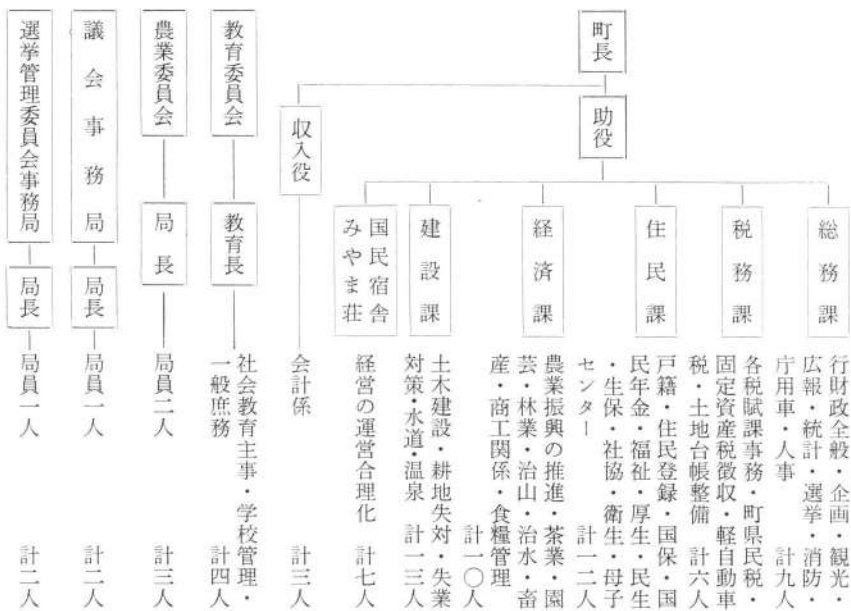 町長
助役
総務課
行財政全般・企画・観光・
広報・統計・選挙・消防・
庁用車・人事 計九人
税務課
各税賦課事務・町県民税・
固定資産税徴収・軽自動車
税・土地台帳整備 計六人
住民課
戸籍・住民登録・国保・国
民年金・福祉・厚生・民生
・生保・社協・衛生・母子
センター 計一二人
経済課
農業振興の推進・茶業・園
芸・林業・治山・治水・畜
産・商工関係・食糧管理
計一〇人
建設課
土木建設・耕地失対・失業
対策・水道・温泉 計一三人
国民宿舎
みやま荘
経営の運営合理化 計七人
収入役
会計係 計三人
教育委員会
教育長
社会教育主事・学校管理・
一般庶務 計四人
農業委員会
局長
局員二人 計三人
議会事務局
局長
局員一人 計二人
選挙管理委員会事務局
局長
局員一人 計二人